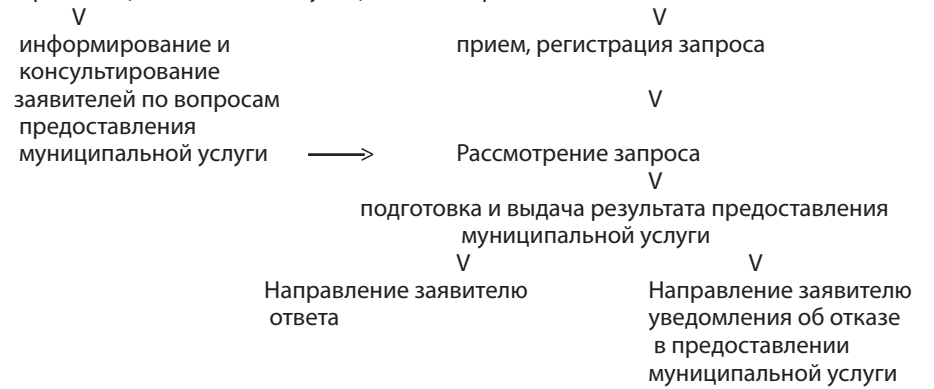 V V
информирование и прием, регистрация запроса
консультирование
заявителей по вопросам V
предоставления
муниципальной услуги ——> Рассмотрение запроса
V
подготовка и выдача результата предоставления
муниципальной услуги
V V
Направление заявителю Направление заявителю
ответа уведомления об отказе
в предоставлении
муниципальной услуги